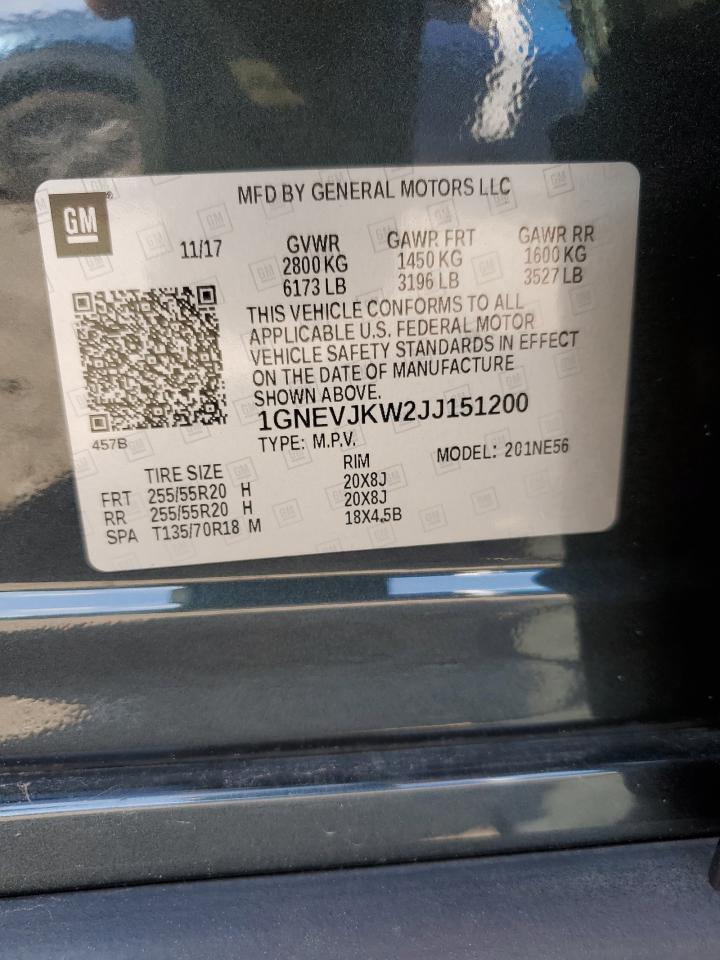 MFD BY GENERAL MOTORS LLC
GM
11/17
GVWR
2800 KG
6173 LB
GAWR FRT
1450 KG
3196 LB
GAWR RR
1600 KG
3527 LB
THIS VEHICLE CONFORMS TO ALL
APPLICABLE U.S. FEDERAL MOTOR
VEHICLE SAFETY STANDARDS IN EFFECT
ON THE DATE OF MANUFACTURE
SHOWN ABOVE.
1GNEVJKW2JJ151200
457B
TYPE: M.P.V.
MODEL: 201NE56
TIRE SIZE RIM
FRT 255/55R20 H 20X8J
RR 255/55R20 H 20X8J
SPA T135/70R18 M 18X4.5B